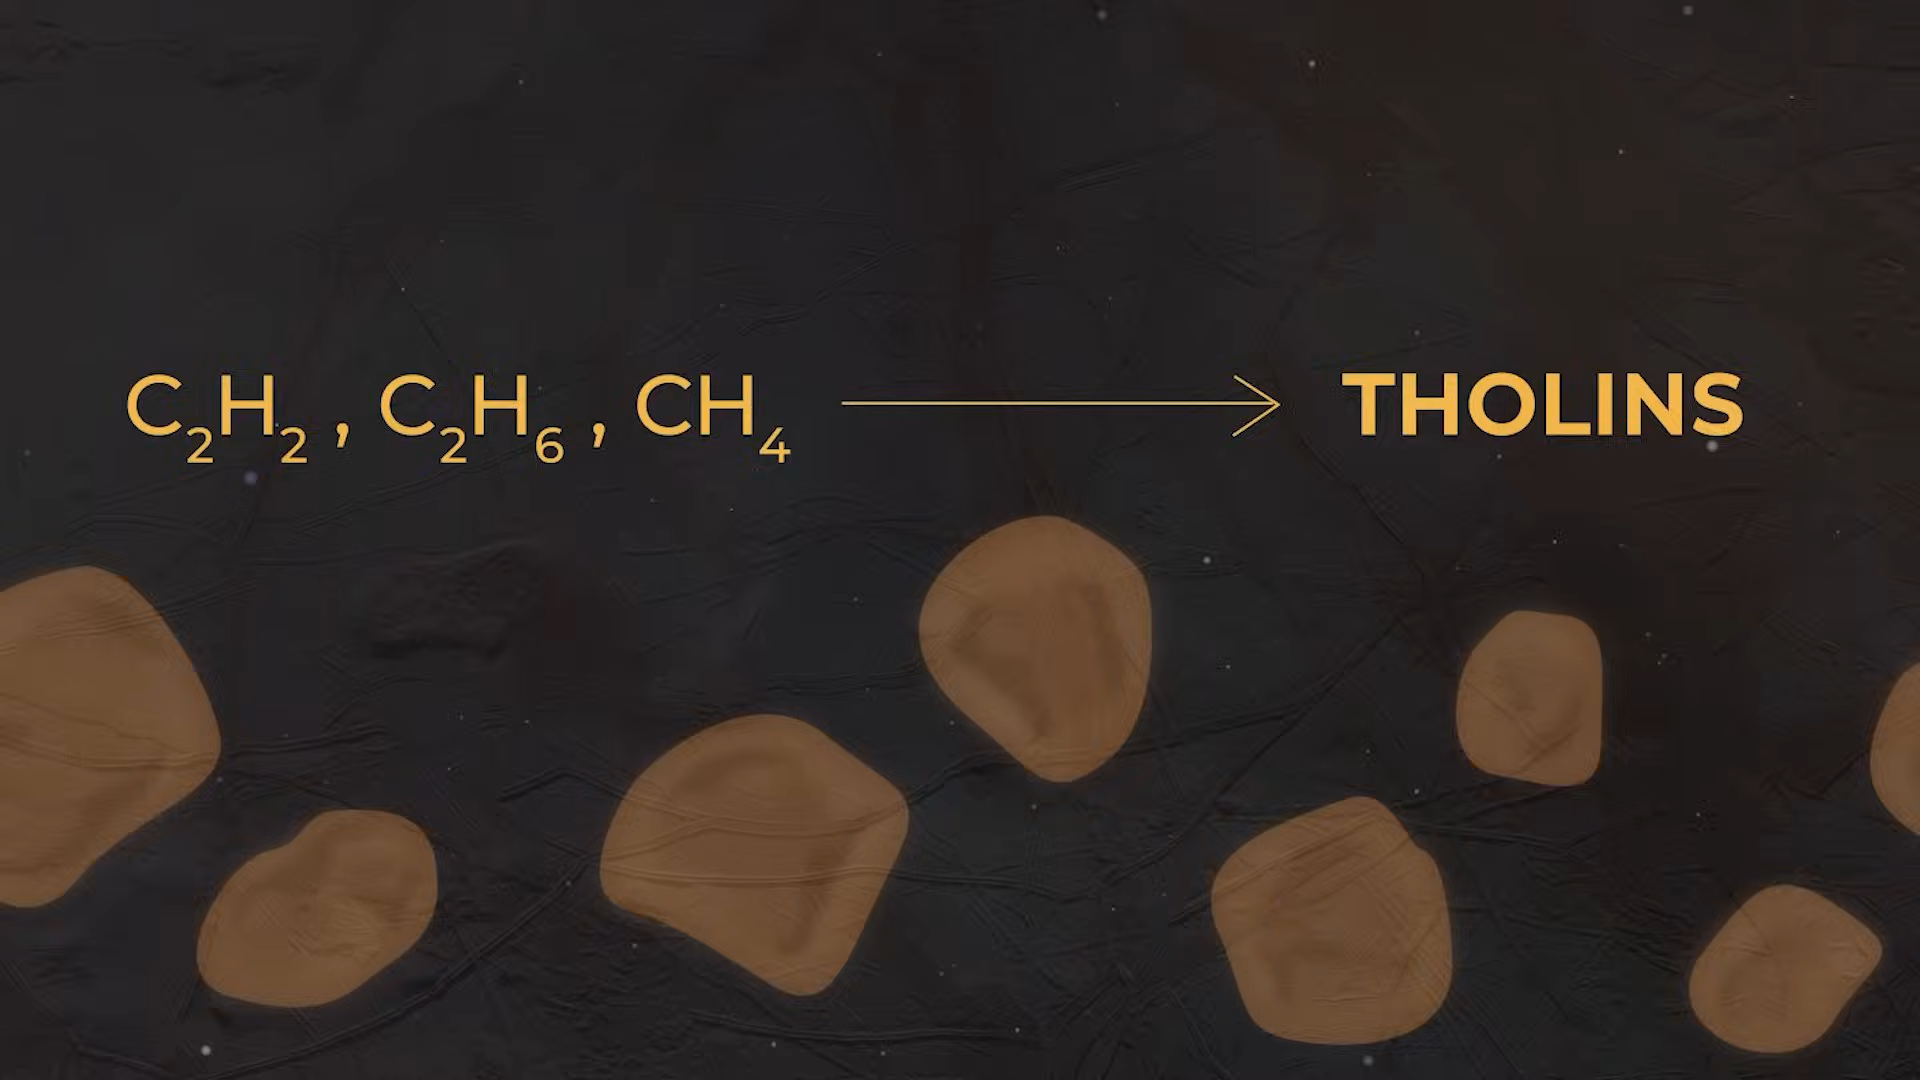 C₂H₂ , C₂H₆ , CH₄ → THOLINS